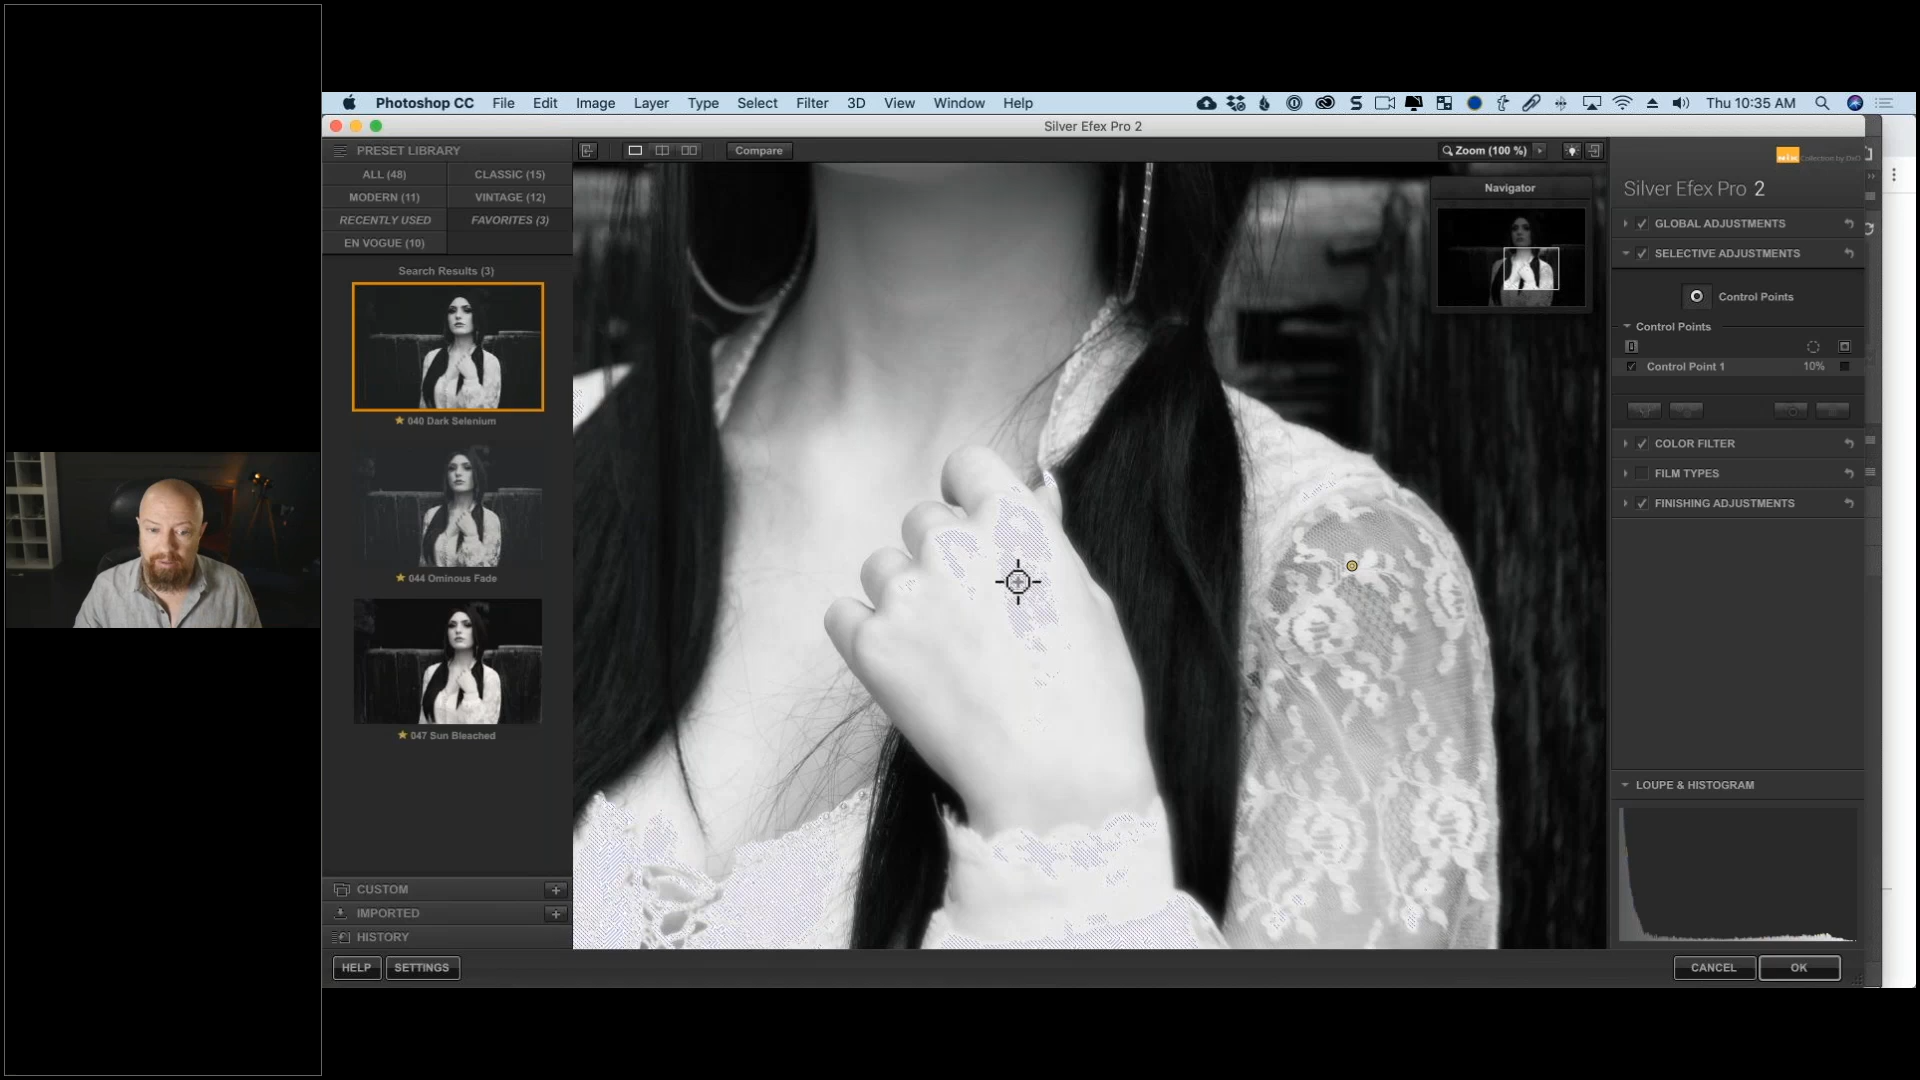 Photoshop CC File Edit Image Layer Type Select Filter 3D View Window Help Thu 10:35 AM
Silver Efex Pro 2
PRESET LIBRARY
Compare
Zoom (100 %)
ALL (48) CLASSIC (15)
MODERN (11) VINTAGE (12)
RECENTLY USED FAVORITES (3)
EN VOGUE (10)
Search Results (3)
040 Dark Selenium
044 Ominous Fade
047 Sun Bleached
CUSTOM
IMPORTED
HISTORY
HELP SETTINGS
Navigator
nik Collection by DxO
Silver Efex Pro 2
GLOBAL ADJUSTMENTS
SELECTIVE ADJUSTMENTS
Control Points
Control Points
Control Point 1 10%
COLOR FILTER
FILM TYPES
FINISHING ADJUSTMENTS
LOUPE & HISTOGRAM
CANCEL OK